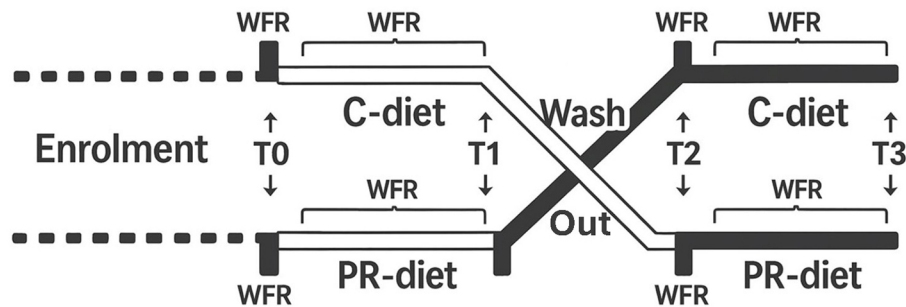 WFR WFR WFR WFR
C-diet Wash C-diet
Enrolment T0 T1 T2 T3
WFR WFR
Out
PR-diet PR-diet
WFR WFR